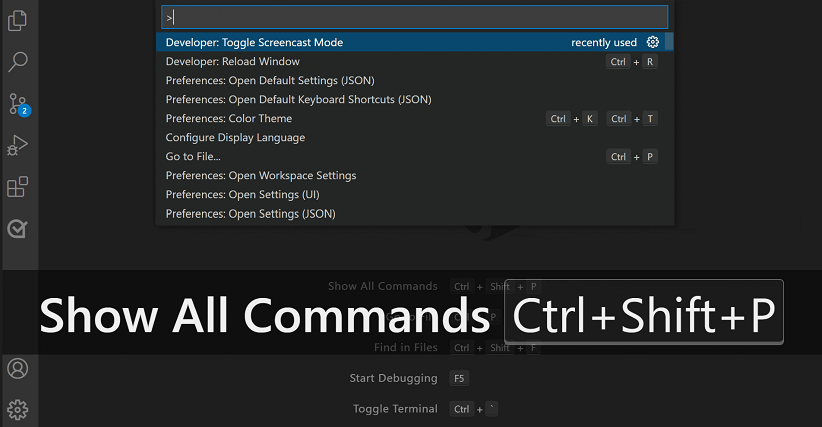 >
Developer: Toggle Screencast Mode recently used
Developer: Reload Window Ctrl + R
Preferences: Open Default Settings (JSON)
Preferences: Open Default Keyboard Shortcuts (JSON)
Preferences: Color Theme Ctrl + K Ctrl + T
Configure Display Language
Go to File... Ctrl + P
Preferences: Open Workspace Settings
Preferences: Open Settings (UI)
Preferences: Open Settings (JSON)
2
Show All Commands Ctrl + Shift + P
Show All Commands Ctrl+Shift+P
Find in Files Ctrl + Shift + F
Start Debugging F5
Toggle Terminal Ctrl + `